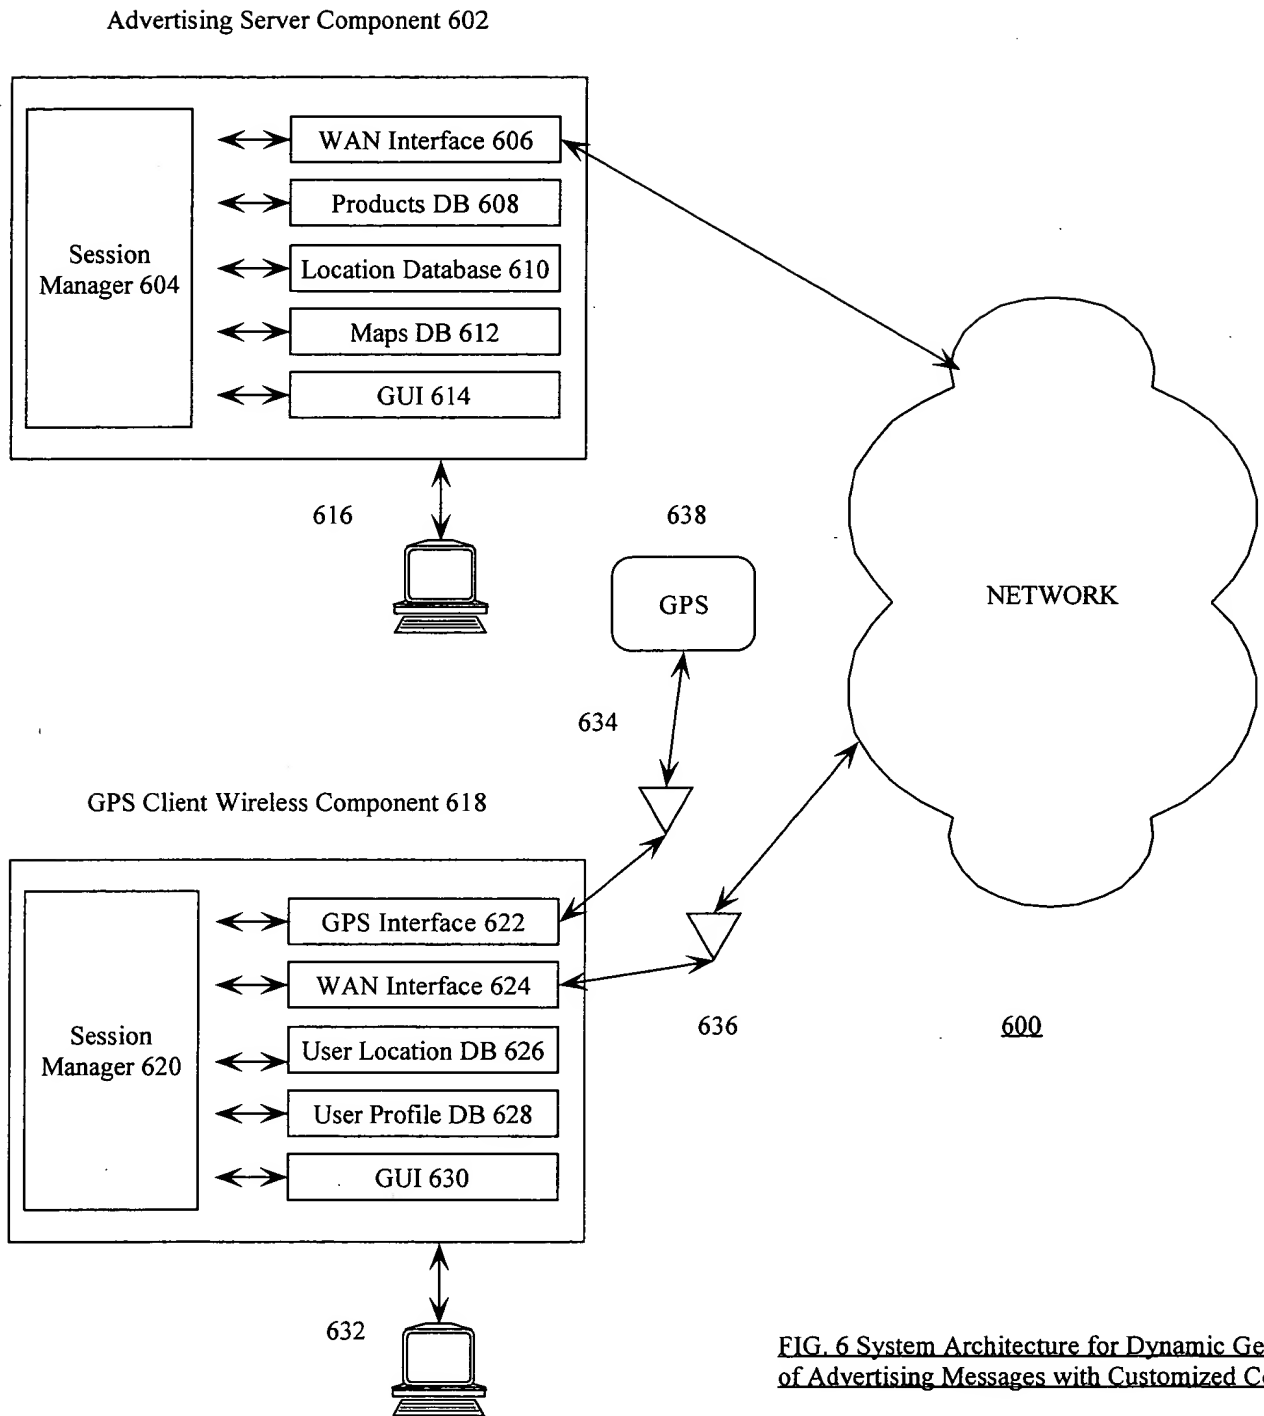 Advertising Server Component 602
WAN Interface 606
Products DB 608
Session
Manager 604
Location Database 610
Maps DB 612
GUI 614
616
638
GPS
NETWORK
634
GPS Client Wireless Component 618
GPS Interface 622
WAN Interface 624
Session
Manager 620
User Location DB 626
User Profile DB 628
GUI 630
636
600
632
FIG. 6 System Architecture for Dynamic Ge
of Advertising Messages with Customized Co